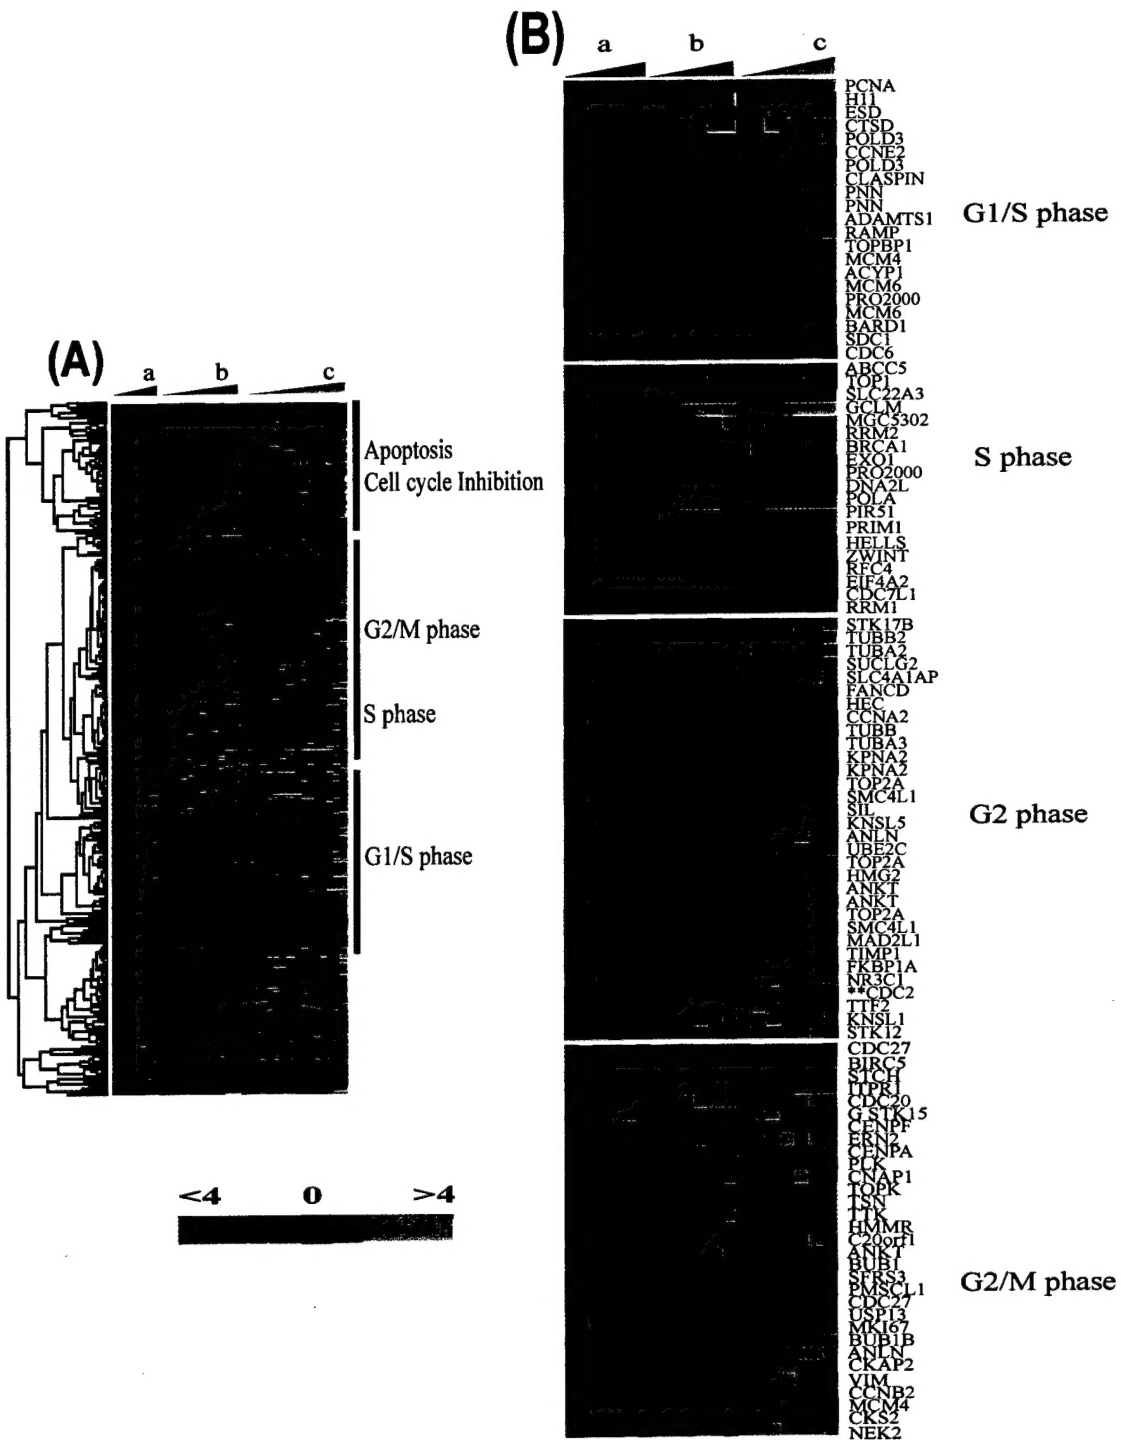 (B)
a b c
PCNA
H11
ESD
CTSD
POLD3
CCNE2
POLD3
CLASPIN
PNN
PNN
ADAMTS1
RAMP
TOPBP1
MCM4
ACYP1
MCM6
PRO2000
MCM6
BARD1
SDC1
CDC6
G1/S phase
ABCC5
TOP1
SLC22A3
GCLM
MGC5302
RRM2
BRCA1
EXO1
PRO2000
DNA2L
POLA
PIR51
PRIM1
HELLS
ZWINT
RFC4
EIF4A2
CDC7L1
RRM1
S phase
STK17B
TUBB2
TUBA2
SUCLG2
SLC4A1AP
FANCD
HEC
CCNA2
TUBB
TUBA3
KPNA2
KPNA2
TOP2A
SMC4L1
SIL
KNSL5
ANLN
UBE2C
TOP2A
HMG2
ANKT
ANKT
TOP2A
SMC4L1
MAD2L1
TIMP1
FKBP1A
NR3C1
**CDC2
TTF2
KNSL1
STK12
G2 phase
CDC27
BIRC5
STCH
ITPR1
CDC20
G STK15
CENPF
ERN2
CENPA
PLK
CNAP1
TOPK
TSN
TTK
HMMR
C20orf1
ANKT
BUB1
SFRS3
PMSCL1
CDC27
USP13
MKI67
BUB1B
ANLN
CKAP2
VIM
CCNB2
MCM4
CKS2
NEK2
G2/M phase
(A)
a b c
Apoptosis
Cell cycle Inhibition
G2/M phase
S phase
G1/S phase
<4 0 >4